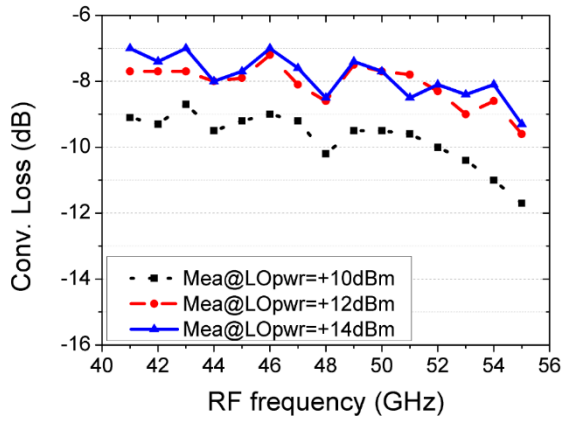 -6
-8
-10
-12
-14
-16
Conv. Loss (dB)
Mea@LOpwr=+10dBm
Mea@LOpwr=+12dBm
Mea@LOpwr=+14dBm
40 42 44 46 48 50 52 54 56
RF frequency (GHz)